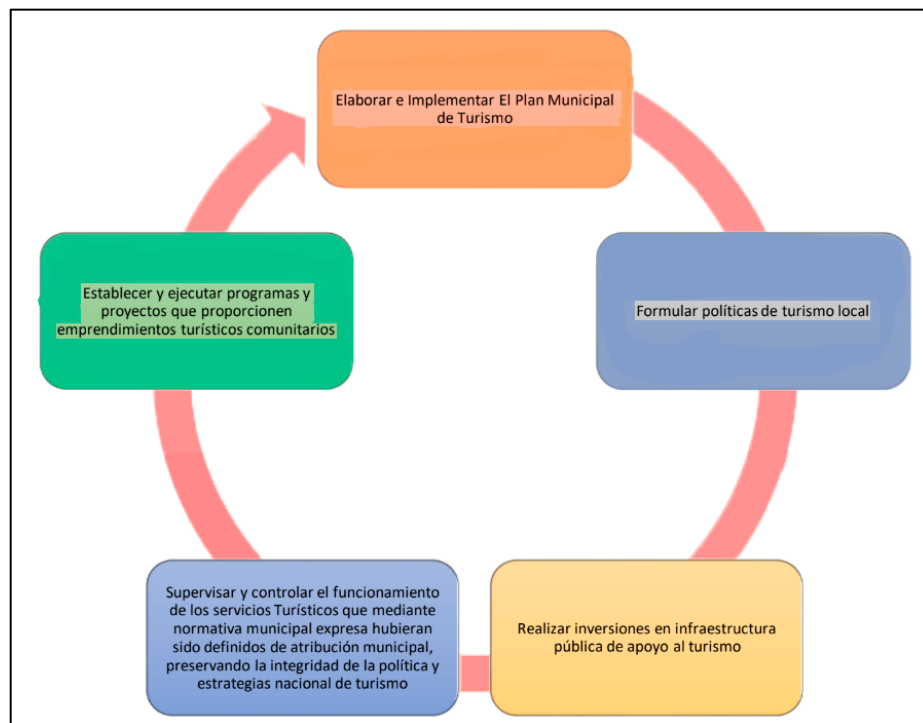 Elaborar e Implementar El Plan Municipal
de Turismo
Formular políticas de turismo local
Realizar inversiones en infraestructura
pública de apoyo al turismo
Supervisar y controlar el funcionamiento
de los servicios Turísticos que mediante
normativa municipal expresa hubieran
sido definidos de atribución municipal,
preservando la integridad de la política y
estrategias nacional de turismo
Establecer y ejecutar programas y
proyectos que proporcionen
emprendimientos turísticos comunitarios